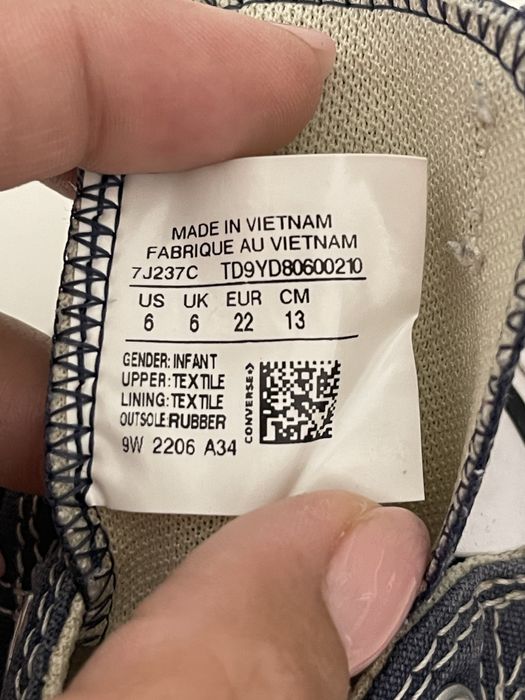 MADE IN VIETNAM
FABRIQUE AU VIETNAM
7J237C TD9YD80600210
US UK EUR CM
6 6 22 13
GENDER: INFANT
UPPER: TEXTILE
LINING: TEXTILE
OUTSOLE: RUBBER
9W 2206 A34
CONVERSE